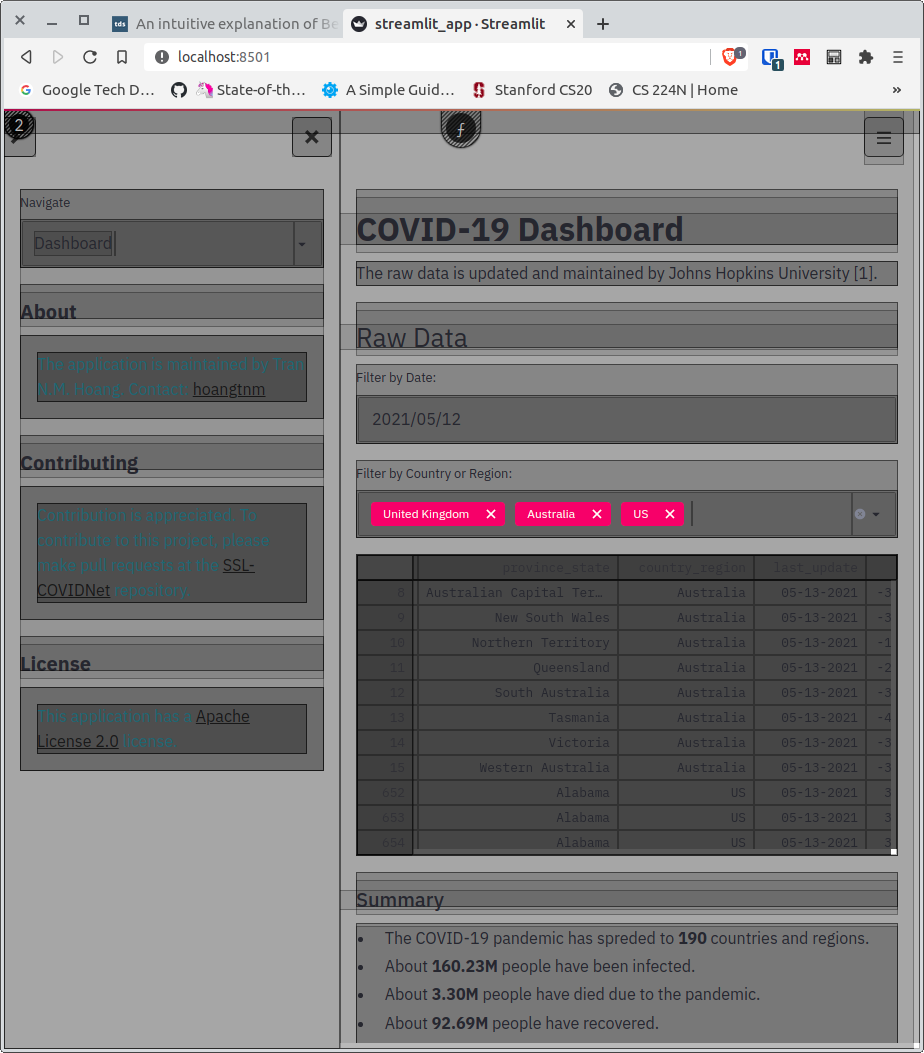 tds An intuitive explanation of Be
streamlit_app · Streamlit
localhost:8501
1
1
Google Tech D…
State-of-th…
A Simple Guid…
Stanford CS20
CS 224N | Home
»
2
Navigate
Dashboard
About
The application is maintained by Tran
N.M. Hoang. Contact: hoangtnm
Contributing
Contribution is appreciated. To
contribute to this project, please
make pull requests at the SSL-
COVIDNet repository.
License
This application has a Apache
License 2.0 license.
COVID-19 Dashboard
The raw data is updated and maintained by Johns Hopkins University [1].
Raw Data
Filter by Date:
2021/05/12
Filter by Country or Region:
United Kingdom Australia US
province_state country_region last_update
8 Australian Capital Ter… Australia 05-13-2021 -3
9 New South Wales Australia 05-13-2021 -3
10 Northern Territory Australia 05-13-2021 -1
11 Queensland Australia 05-13-2021 -2
12 South Australia Australia 05-13-2021 -3
13 Tasmania Australia 05-13-2021 -4
14 Victoria Australia 05-13-2021 -3
15 Western Australia Australia 05-13-2021 -3
652 Alabama US 05-13-2021 3
653 Alabama US 05-13-2021 3
654 Alabama US 05-13-2021 3
Summary
• The COVID-19 pandemic has spreded to 190 countries and regions.
• About 160.23M people have been infected.
• About 3.30M people have died due to the pandemic.
• About 92.69M people have recovered.